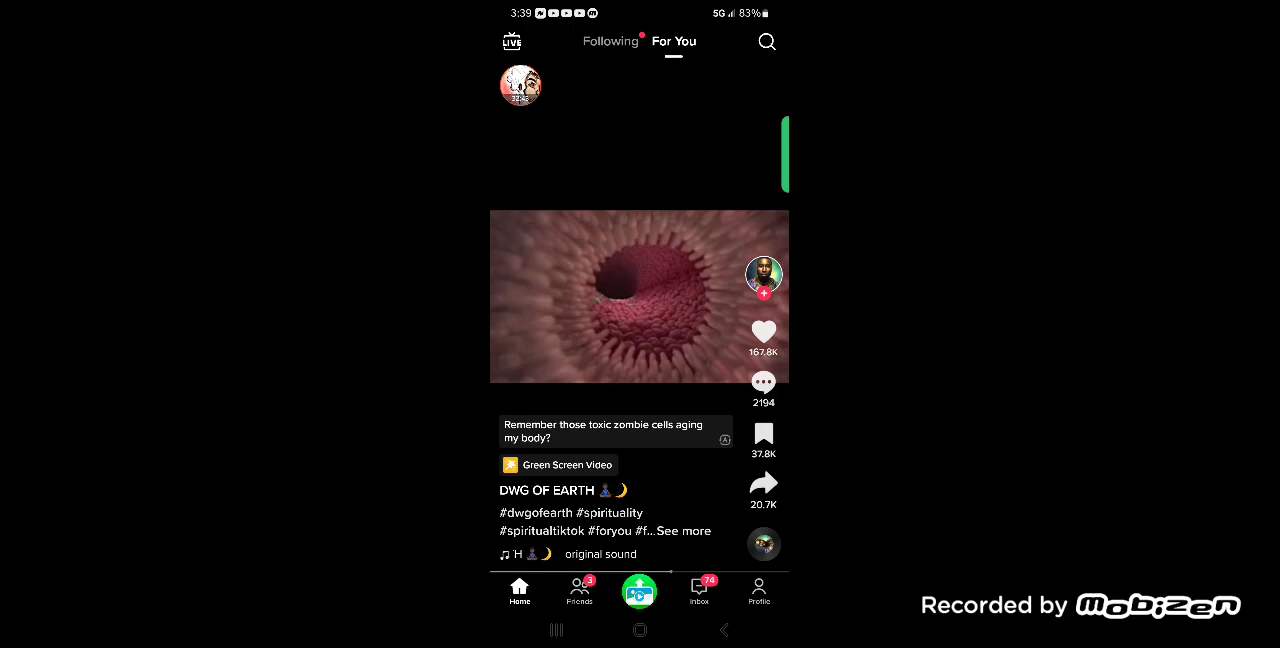 3:39
5G 83%
LIVE
Following
For You
32:42
167.8K
2194
Remember those toxic zombie cells aging
my body?
37.8K
Green Screen Video
DWG OF EARTH
20.7K
#dwgofearth #spirituality
#spiritualtiktok #foryou #f...See more
H original sound
3
74
Home
Friends
Inbox
Profile
Recorded by Mobizen